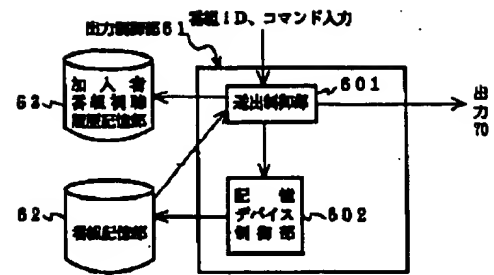 番組ID、コマンド入力
出力制御部61
加入者
番組視聴
履歴記憶部
63
送出制御部
601
出力
70
62
番組記憶部
記憶
デバイス
制御部
602